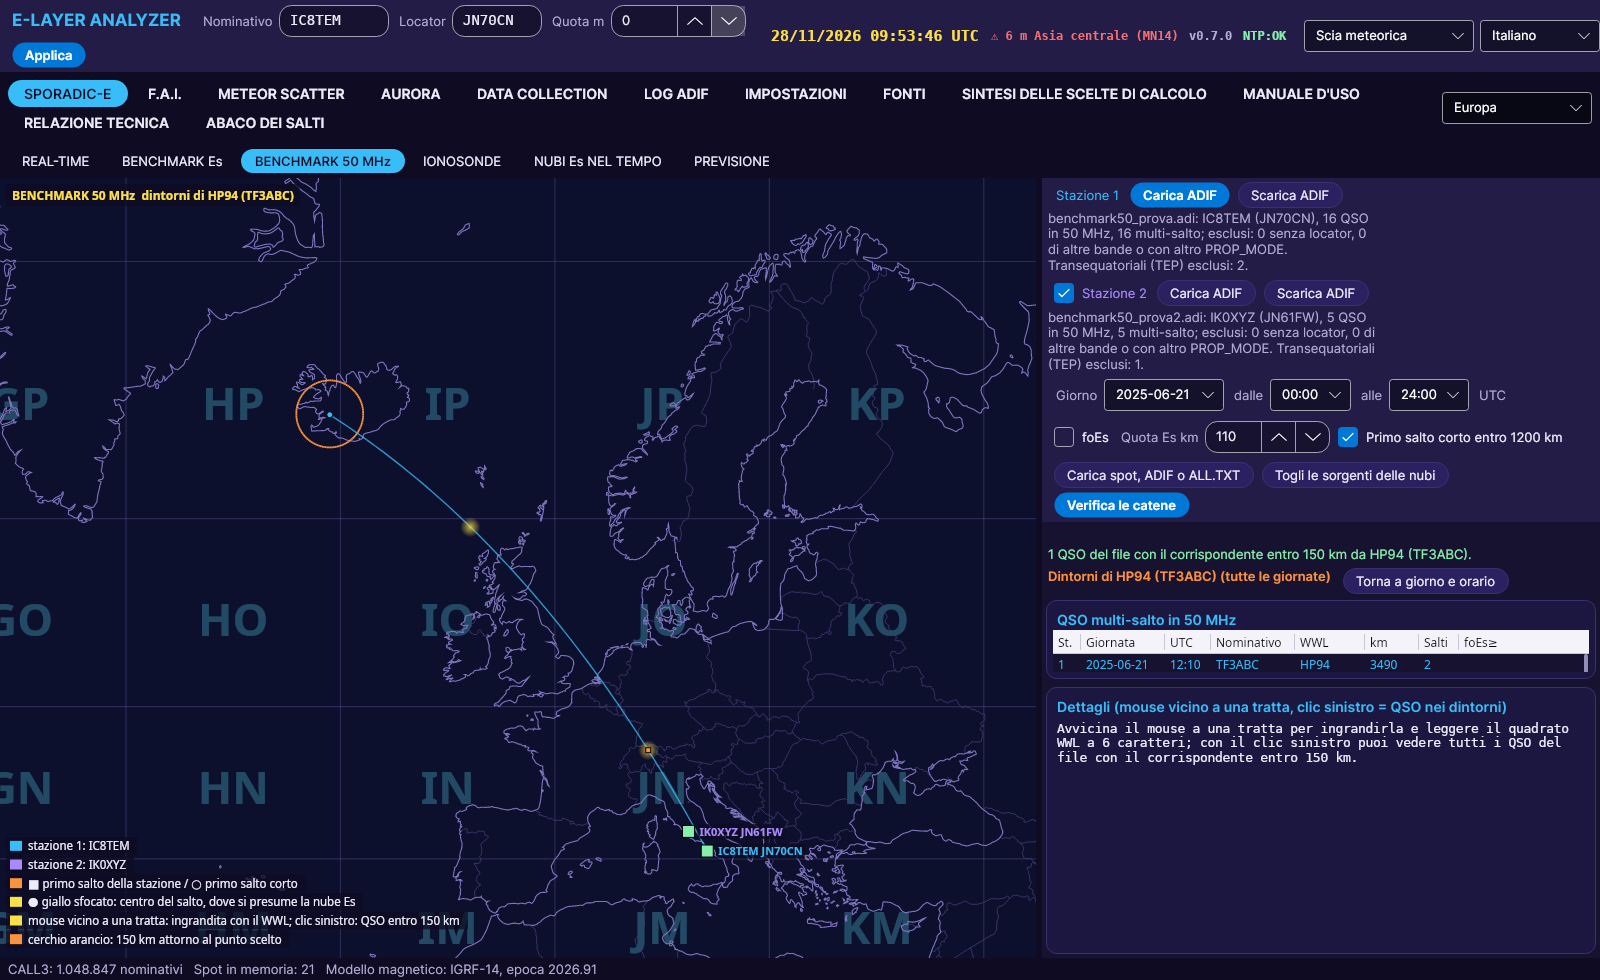 E-LAYER ANALYZER
Nominativo IC8TEM Locator JN70CN Quota m 0
28/11/2026 09:53:46 UTC ⚠ 6 m Asia centrale (MN14) v0.7.0 NTP:OK
Scia meteorica Italiano
Applica
SPORADIC-E F.A.I. METEOR SCATTER AURORA DATA COLLECTION LOG ADIF IMPOSTAZIONI FONTI SINTESI DELLE SCELTE DI CALCOLO MANUALE D'USO
RELAZIONE TECNICA ABACO DEI SALTI
Europa
REAL-TIME BENCHMARK Es BENCHMARK 50 MHz IONOSONDE NUBI Es NEL TEMPO PREVISIONE
BENCHMARK 50 MHz dintorni di HP94 (TF3ABC)
GP HP IP JP KP
GO HO IO JO KO
GN HN IN JN KN
IM JM KM
IK0XYZ JN61FW
IC8TEM JN70CN
stazione 1: IC8TEM
stazione 2: IK0XYZ
■ primo salto della stazione / ○ primo salto corto
● giallo sfocato: centro del salto, dove si presume la nube Es
mouse vicino a una tratta: ingrandita con il WWL; clic sinistro: QSO entro 150 km
cerchio arancio: 150 km attorno al punto scelto
Stazione 1 Carica ADIF Scarica ADIF
benchmark50_prova.adi: IC8TEM (JN70CN), 16 QSO
in 50 MHz, 16 multi-salto; esclusi: 0 senza locator, 0
di altre bande o con altro PROP_MODE.
Transequatoriali (TEP) esclusi: 2.
Stazione 2 Carica ADIF Scarica ADIF
benchmark50_prova2.adi: IK0XYZ (JN61FW), 5 QSO
in 50 MHz, 5 multi-salto; esclusi: 0 senza locator, 0 di
altre bande o con altro PROP_MODE. Transequatoriali
(TEP) esclusi: 1.
Giorno 2025-06-21 dalle 00:00 alle 24:00 UTC
foEs Quota Es km 110 Primo salto corto entro 1200 km
Carica spot, ADIF o ALL.TXT Togli le sorgenti delle nubi
Verifica le catene
1 QSO del file con il corrispondente entro 150 km da HP94 (TF3ABC).
Dintorni di HP94 (TF3ABC) (tutte le giornate) Torna a giorno e orario
QSO multi-salto in 50 MHz
St. Giornata UTC Nominativo WWL km Salti foEs≥
1 2025-06-21 12:10 TF3ABC HP94 3490 2
Dettagli (mouse vicino a una tratta, clic sinistro = QSO nei dintorni)
Avvicina il mouse a una tratta per ingrandirla e leggere il quadrato
WWL a 6 caratteri; con il clic sinistro puoi vedere tutti i QSO del
file con il corrispondente entro 150 km.
CALL3: 1.048.847 nominativi Spot in memoria: 21 Modello magnetico: IGRF-14, epoca 2026.91